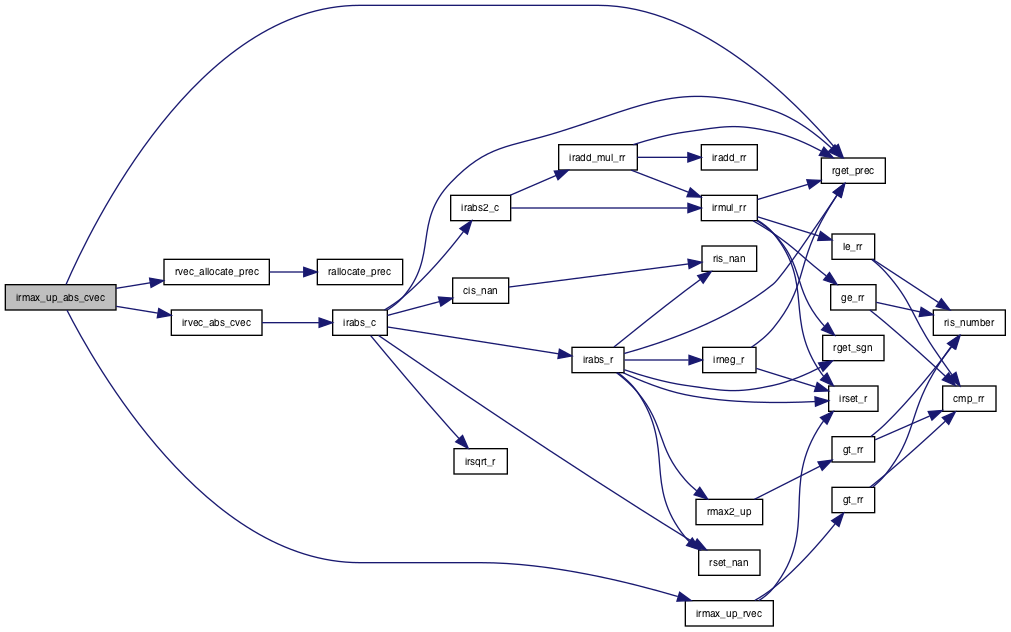 irmax_up_abs_cvec
rvec_allocate_prec
irvec_abs_cvec
rallocate_prec
irabs_c
irabs2_c
cis_nan
irsqrt_r
iradd_mul_rr
irabs_r
iradd_rr
irmul_rr
ris_nan
irneg_r
rmax2_up
rset_nan
irmax_up_rvec
rget_prec
le_rr
ge_rr
rget_sgn
irset_r
gt_rr
gt_rr
ris_number
cmp_rr